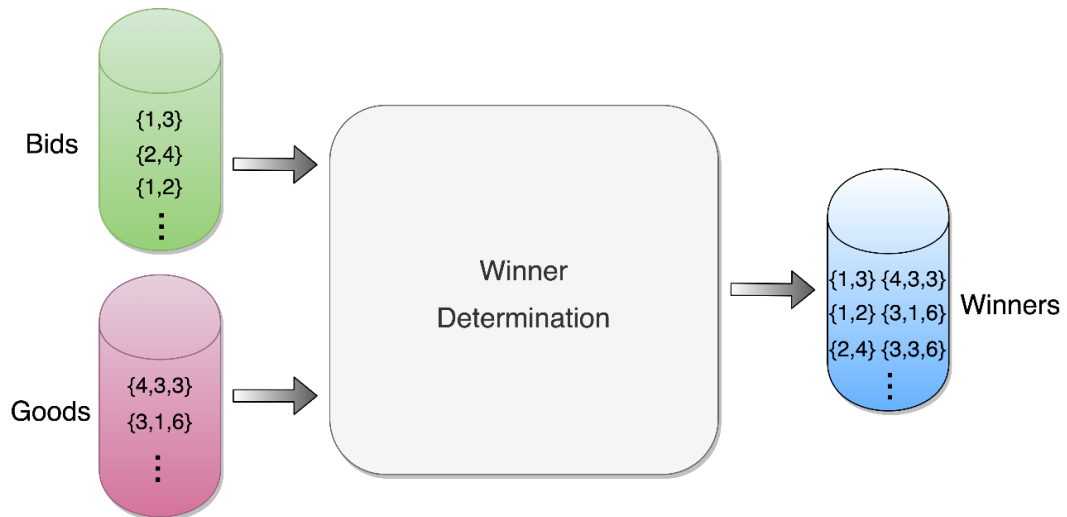 Bids
{1,3}
{2,4}
{1,2}
⋮
Goods
{4,3,3}
{3,1,6}
⋮
Winner
Determination
{1,3} {4,3,3}
{1,2} {3,1,6}
{2,4} {3,3,6}
⋮
Winners